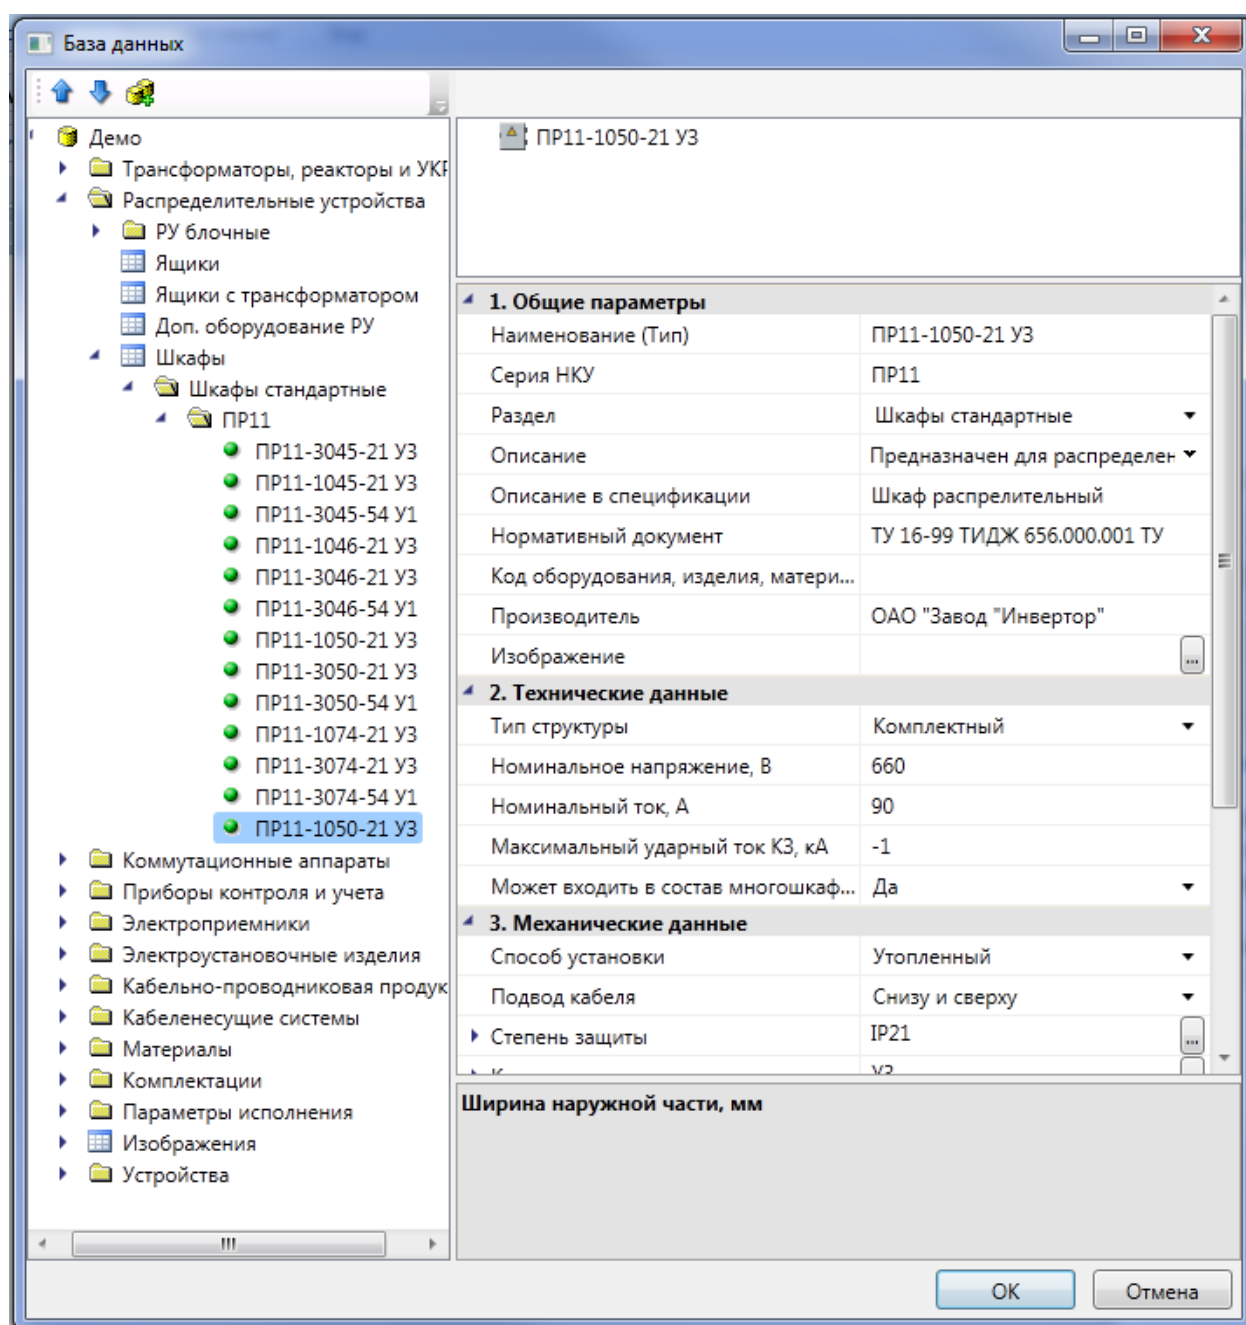 База данных
Демо
Трансформаторы, реакторы и УКР
Распределительные устройства
РУ блочные
Ящики
Ящики с трансформатором
Доп. оборудование РУ
Шкафы
Шкафы стандартные
ПР11
ПР11-3045-21 У3
ПР11-1045-21 У3
ПР11-3045-54 У1
ПР11-1046-21 У3
ПР11-3046-21 У3
ПР11-3046-54 У1
ПР11-1050-21 У3
ПР11-3050-21 У3
ПР11-3050-54 У1
ПР11-1074-21 У3
ПР11-3074-21 У3
ПР11-3074-54 У1
ПР11-1050-21 У3
Коммутационные аппараты
Приборы контроля и учета
Электроприемники
Электроустановочные изделия
Кабельно-проводниковая продук
Кабеленесущие системы
Материалы
Комплектации
Параметры исполнения
Изображения
Устройства
ПР11-1050-21 У3
1. Общие параметры
Наименование (Тип) ПР11-1050-21 У3
Серия НКУ ПР11
Раздел Шкафы стандартные
Описание Предназначен для распределен
Описание в спецификации Шкаф распрелительный
Нормативный документ ТУ 16-99 ТИДЖ 656.000.001 ТУ
Код оборудования, изделия, матери...
Производитель ОАО "Завод "Инвертор"
Изображение ...
2. Технические данные
Тип структуры Комплектный
Номинальное напряжение, В 660
Номинальный ток, А 90
Максимальный ударный ток КЗ, кА -1
Может входить в состав многошкаф... Да
3. Механические данные
Способ установки Утопленный
Подвод кабеля Снизу и сверху
Степень защиты IP21 ...
У3
Ширина наружной части, мм
OK Отмена